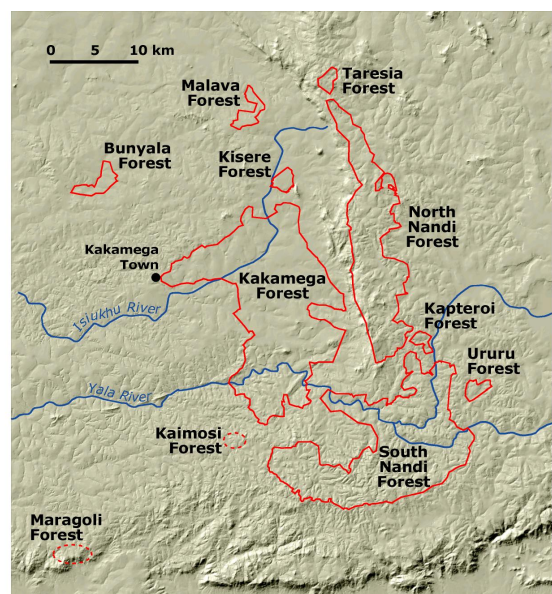 0 5 10 km
Taresia
Forest
Malava
Forest
Bunyala
Forest
Kisere
Forest
North
Nandi
Forest
Kakamega
Town
Kakamega
Forest
Isiukhu River
Kapteroi
Forest
Ururu
Forest
Yala River
Kaimosi
Forest
South
Nandi
Forest
Maragoli
Forest